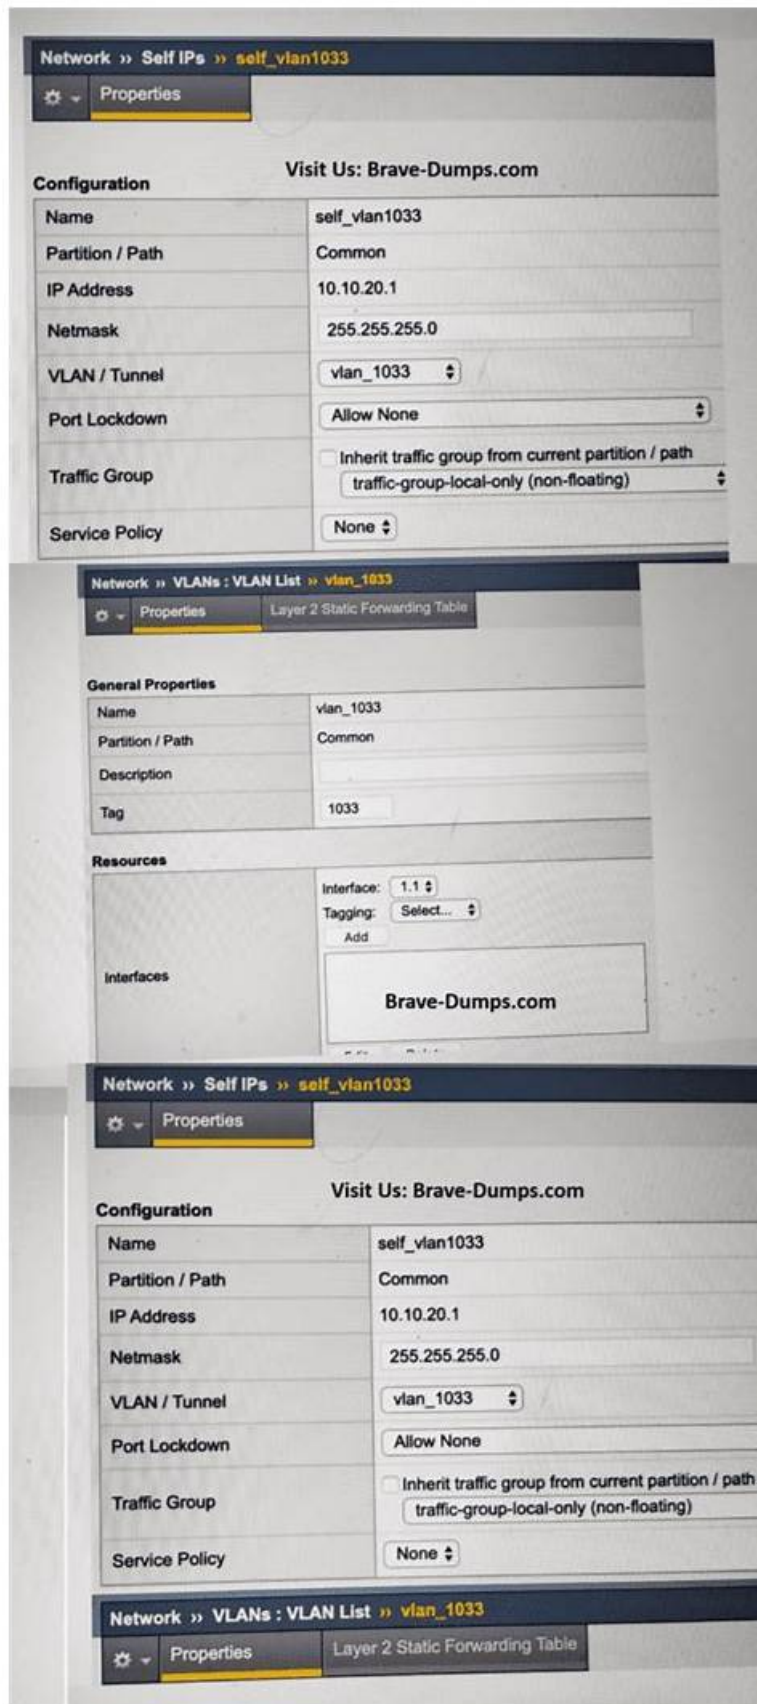 Network » Self IPs » self_vlan1033
Properties
Visit Us: Brave-Dumps.com
Configuration
Name self_vlan1033
Partition / Path Common
IP Address 10.10.20.1
Netmask 255.255.255.0
VLAN / Tunnel vlan_1033
Port Lockdown Allow None
Inherit traffic group from current partition / path
Traffic Group traffic-group-local-only (non-floating)
Service Policy None
Network » VLANs : VLAN List » vlan_1033
Properties Layer 2 Static Forwarding Table
General Properties
Name vlan_1033
Partition / Path Common
Description
Tag 1033
Resources
Interface: 1.1
Tagging: Select...
Add
Interfaces
Brave-Dumps.com
Network » Self IPs » self_vlan1033
Properties
Visit Us: Brave-Dumps.com
Configuration
Name self_vlan1033
Partition / Path Common
IP Address 10.10.20.1
Netmask 255.255.255.0
VLAN / Tunnel vlan_1033
Port Lockdown Allow None
Inherit traffic group from current partition / path
Traffic Group traffic-group-local-only (non-floating)
Service Policy None
Network » VLANs : VLAN List » vlan_1033
Properties Layer 2 Static Forwarding Table